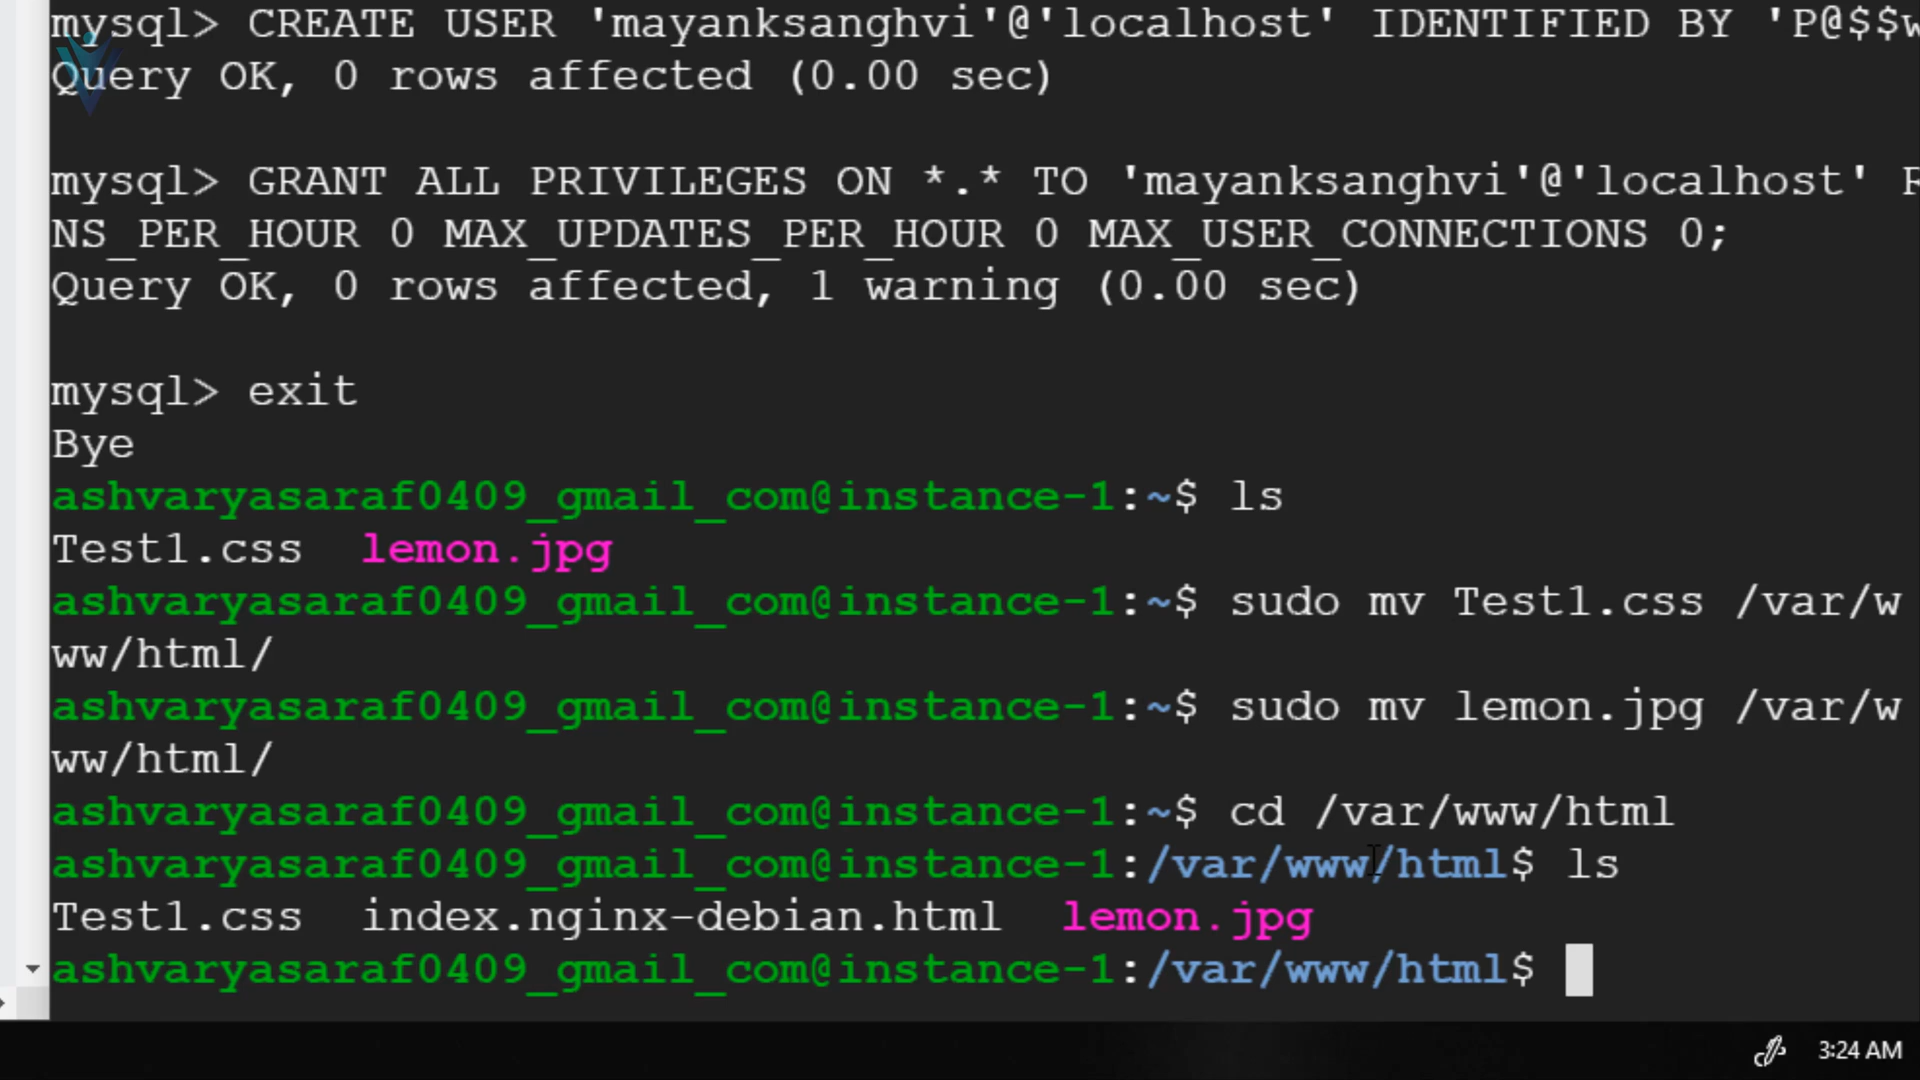 mysql> CREATE USER 'mayanksanghvi'@'localhost' IDENTIFIED BY 'P@$$w
Query OK, 0 rows affected (0.00 sec)
mysql> GRANT ALL PRIVILEGES ON *.* TO 'mayanksanghvi'@'localhost'
NS_PER_HOUR 0 MAX_UPDATES_PER_HOUR 0 MAX_USER_CONNECTIONS 0;
Query OK, 0 rows affected, 1 warning (0.00 sec)
mysql> exit
Bye
ashvaryasaraf0409_gmail_com@instance-1:~$ ls
Test1.css lemon.jpg
ashvaryasaraf0409_gmail_com@instance-1:~$ sudo mv Test1.css /var/w
ww/html/
ashvaryasaraf0409_gmail_com@instance-1:~$ sudo mv lemon.jpg /var/w
ww/html/
ashvaryasaraf0409_gmail_com@instance-1:~$ cd /var/www/html
ashvaryasaraf0409_gmail_com@instance-1:/var/www/html$ ls
Test1.css index.nginx-debian.html lemon.jpg
ashvaryasaraf0409_gmail_com@instance-1:/var/www/html$
3:24 AM